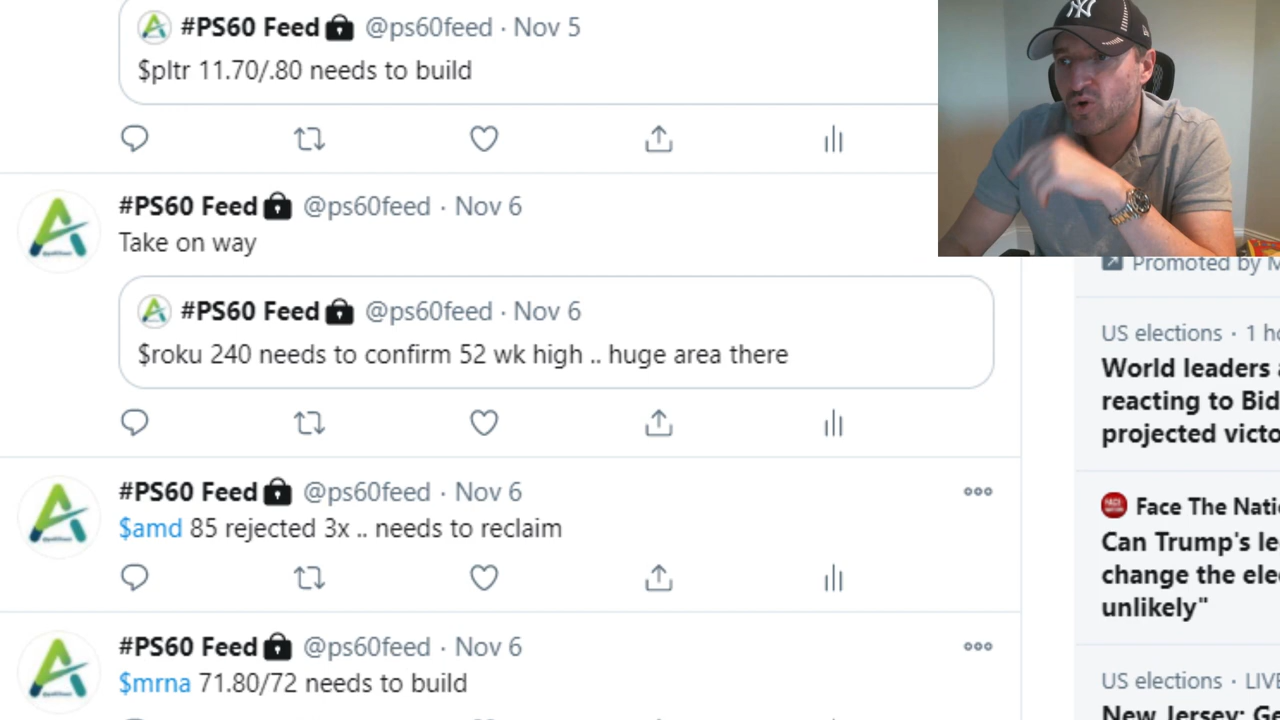 #PS60 Feed @ps60feed · Nov 5
$pltr 11.70/.80 needs to build
#PS60 Feed @ps60feed · Nov 6
Take on way
#PS60 Feed @ps60feed · Nov 6
$roku 240 needs to confirm 52 wk high .. huge area there
#PS60 Feed @ps60feed · Nov 6
$amd 85 rejected 3x .. needs to reclaim
#PS60 Feed @ps60feed · Nov 6
$mrna 71.80/72 needs to build
NY
Promoted by M
US elections · 1 ho
World leaders a
reacting to Bid
projected victo
Face The Natio
Can Trump's le
change the elec
unlikely"
US elections · LIVE
New Jersey: Ge